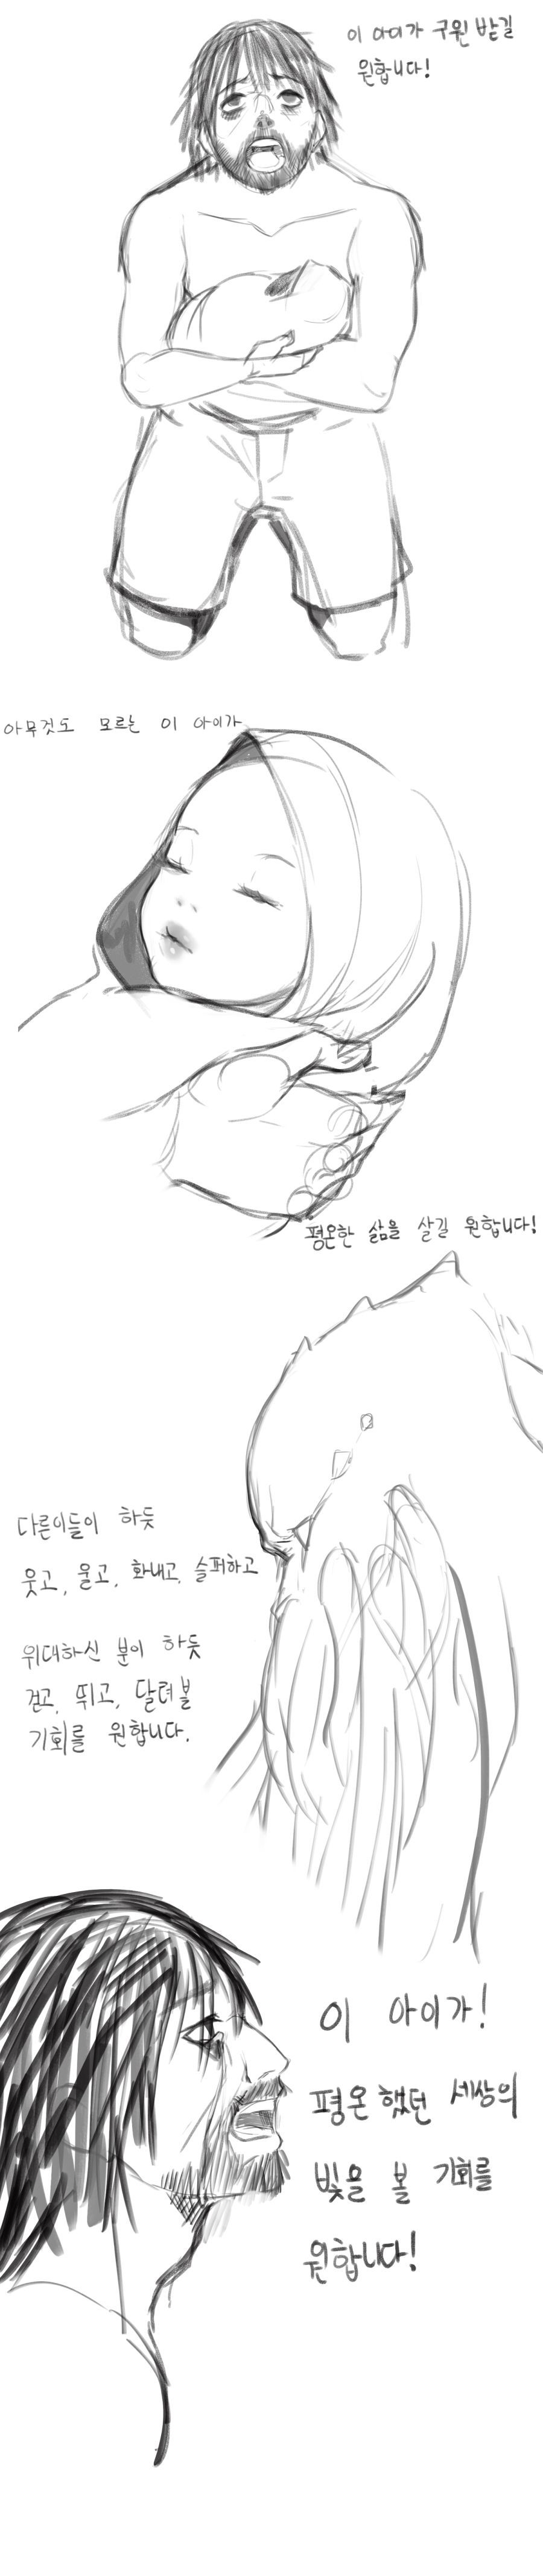 이 아이가 구원 받길
원합니다!
아무것도 모르는 이 아이가
평온한 삶을 살길 원합니다!
다른이들이 하듯
웃고, 울고, 화내고, 슬퍼하고
위대하신 분이 하듯
걷고, 뛰고, 달려볼
기회를 원합니다.
이 아이가!
평온했던 세상의
빛을 볼 기회를
원합니다!